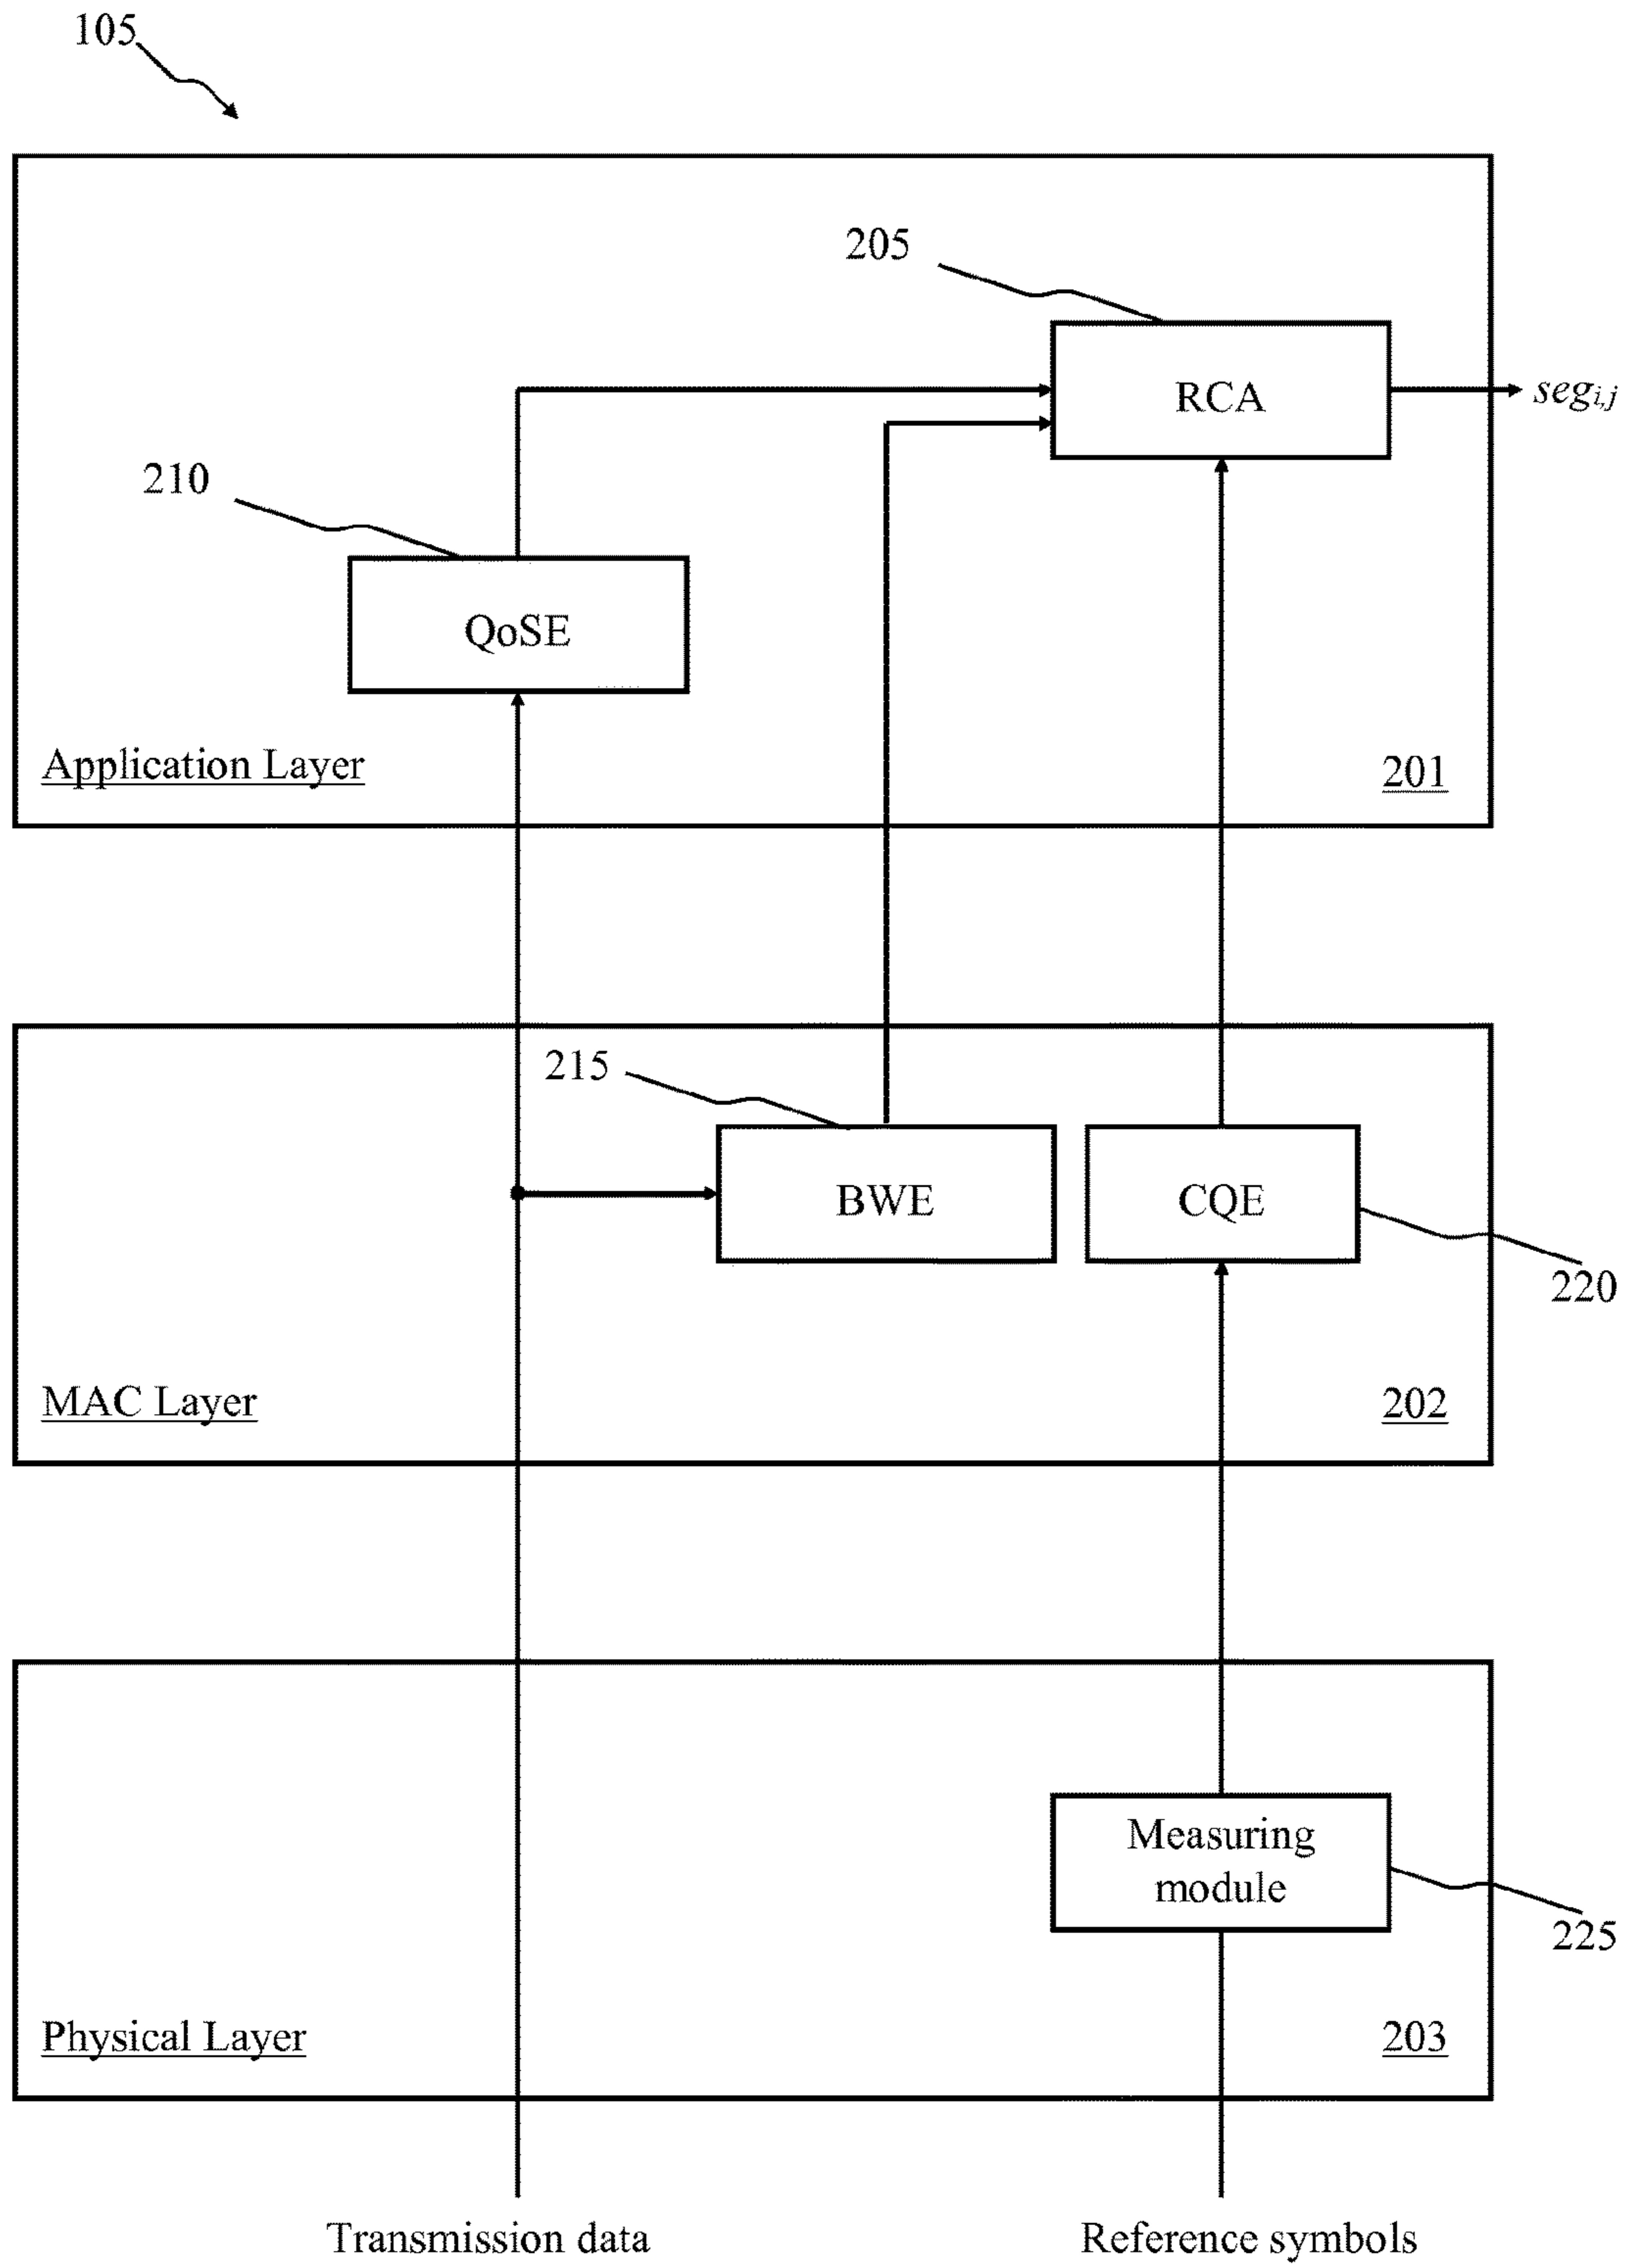 105
205
RCA
seg i,j
210
QoSE
Application Layer
201
215
BWE
CQE
220
MAC Layer
202
Measuring
module
225
Physical Layer
203
Transmission data
Reference symbols